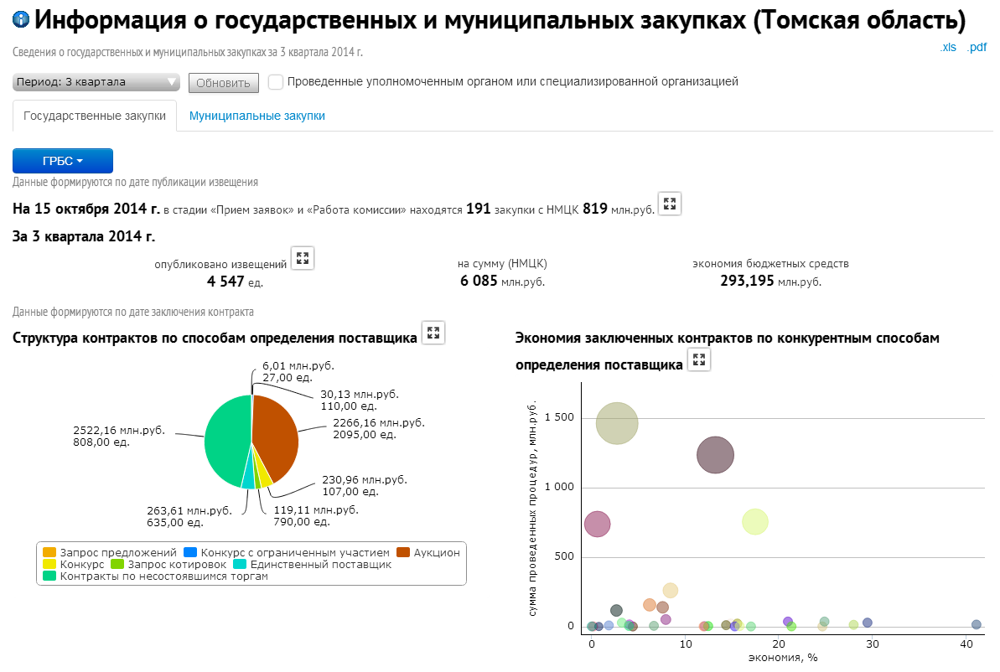 Информация о государственных и муниципальных закупках (Томская область)
.xls .pdf
Сведения о государственных и муниципальных закупках за 3 квартала 2014 г.
Период: 3 квартала Обновить Проведенные уполномоченным органом или специализированной организацией
Государственные закупки Муниципальные закупки
ГРБС
Данные формируются по дате публикации извещения
На 15 октября 2014 г. в стадии «Прием заявок» и «Работа комиссии» находятся 191 закупки с НМЦК 819 млн.руб.
За 3 квартала 2014 г.
опубликовано извещений на сумму (НМЦК) экономия бюджетных средств
4 547 ед. 6 085 млн.руб. 293,195 млн.руб.
Данные формируются по дате заключения контракта
Структура контрактов по способам определения поставщика
6,01 млн.руб.
27,00 ед.
30,13 млн.руб.
110,00 ед.
2266,16 млн.руб.
2095,00 ед.
2522,16 млн.руб.
808,00 ед.
230,96 млн.руб.
107,00 ед.
263,61 млн.руб.
635,00 ед.
119,11 млн.руб.
790,00 ед.
Запрос предложений Конкурс с ограниченным участием Аукцион
Конкурс Запрос котировок Единственный поставщик
Контракты по несостоявшимся торгам
Экономия заключенных контрактов по конкурентным способам
определения поставщика
сумма проведенных процедур, млн.руб.
1 500
1 000
500
0
0 10 20 30 40
экономия, %